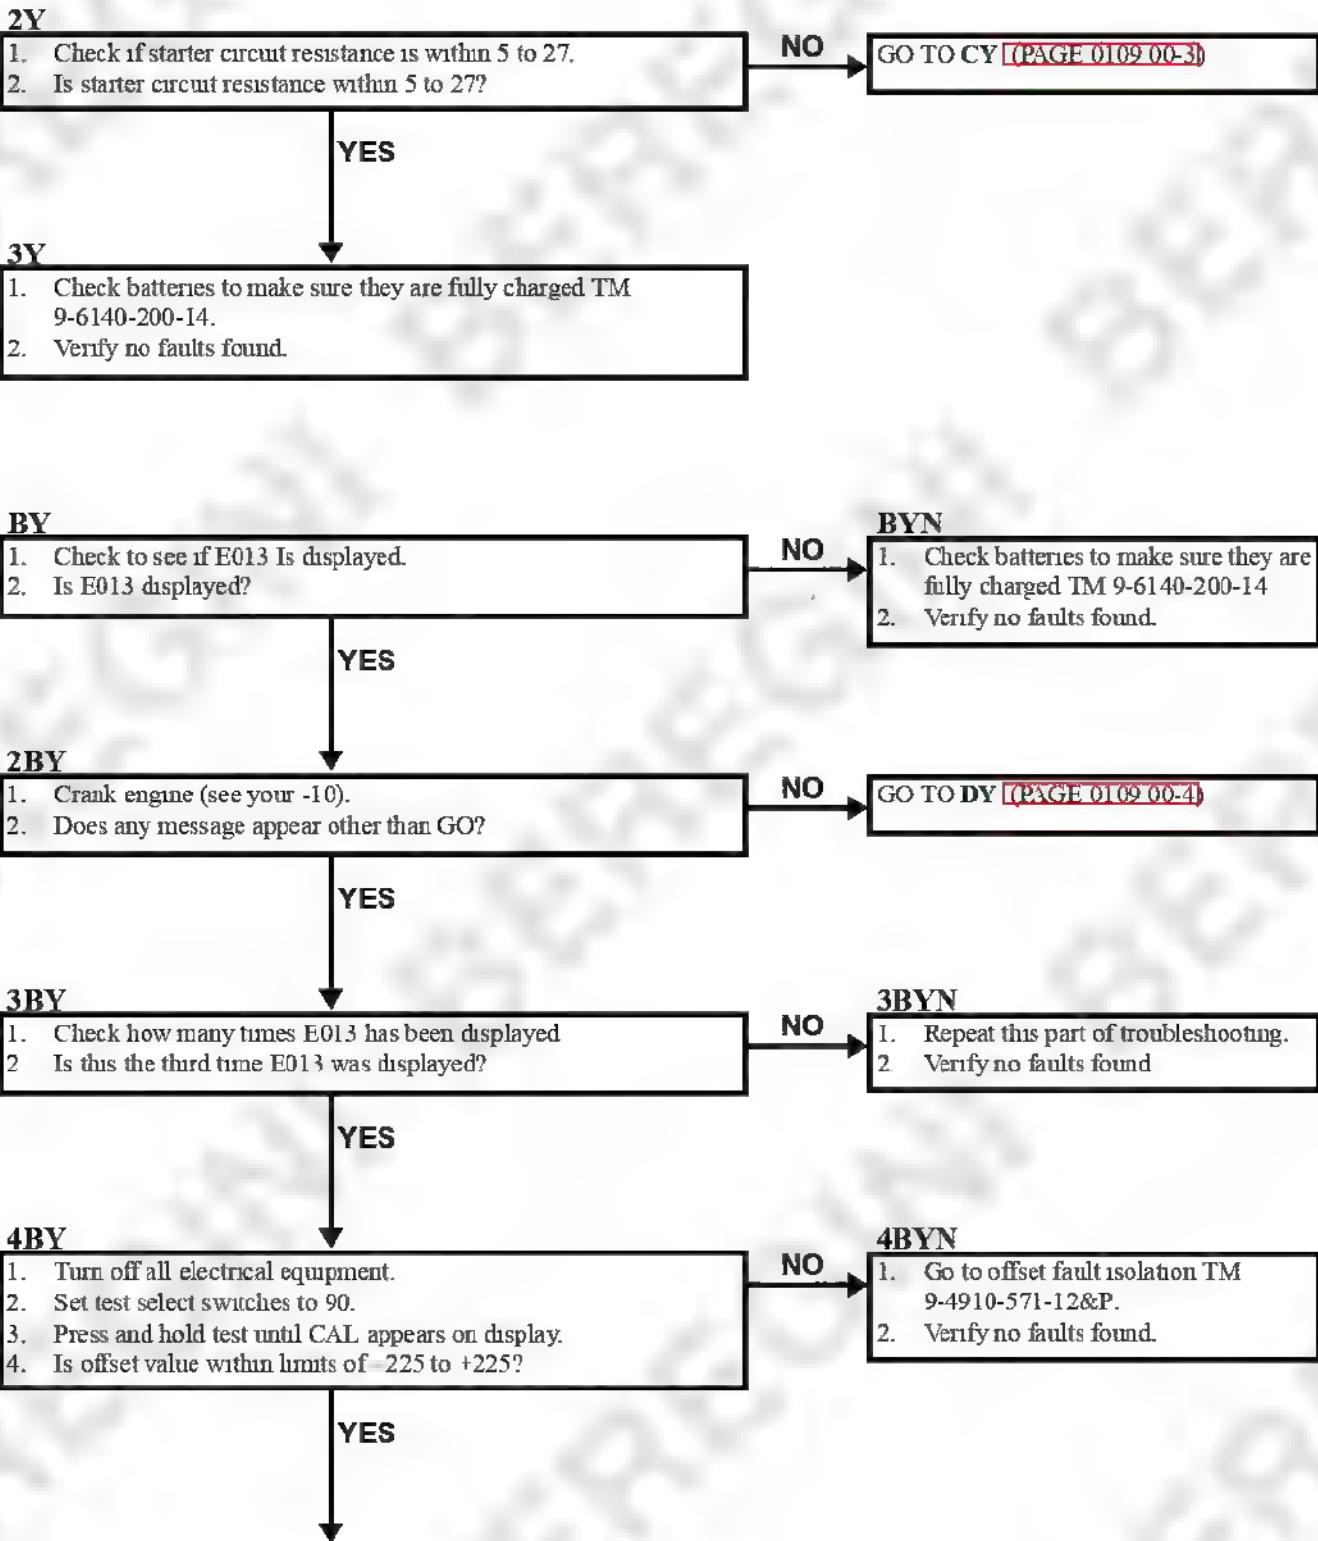 2Y
1. Check if starter circuit resistance is within 5 to 27.
2. Is starter circuit resistance within 5 to 27?
NO
GO TO CY (PAGE 0109 00-3)
YES
3Y
1. Check batteries to make sure they are fully charged TM
9-6140-200-14.
2. Verify no faults found.
BY
1. Check to see if E013 Is displayed.
2. Is E013 displayed?
NO
BYN
1. Check batteries to make sure they are
fully charged TM 9-6140-200-14
2. Verify no faults found.
YES
2BY
1. Crank engine (see your -10).
2. Does any message appear other than GO?
NO
GO TO DY (PAGE 0109 00-4)
YES
3BY
1. Check how many times E013 has been displayed
2 Is this the third time E013 was displayed?
NO
3BYN
1. Repeat this part of troubleshooting.
2. Verify no faults found
YES
4BY
1. Turn off all electrical equipment.
2. Set test select switches to 90.
3. Press and hold test until CAL appears on display.
4. Is offset value within limits of -225 to +225?
NO
4BYN
1. Go to offset fault isolation TM
9-4910-571-12&P.
2. Verify no faults found.
YES